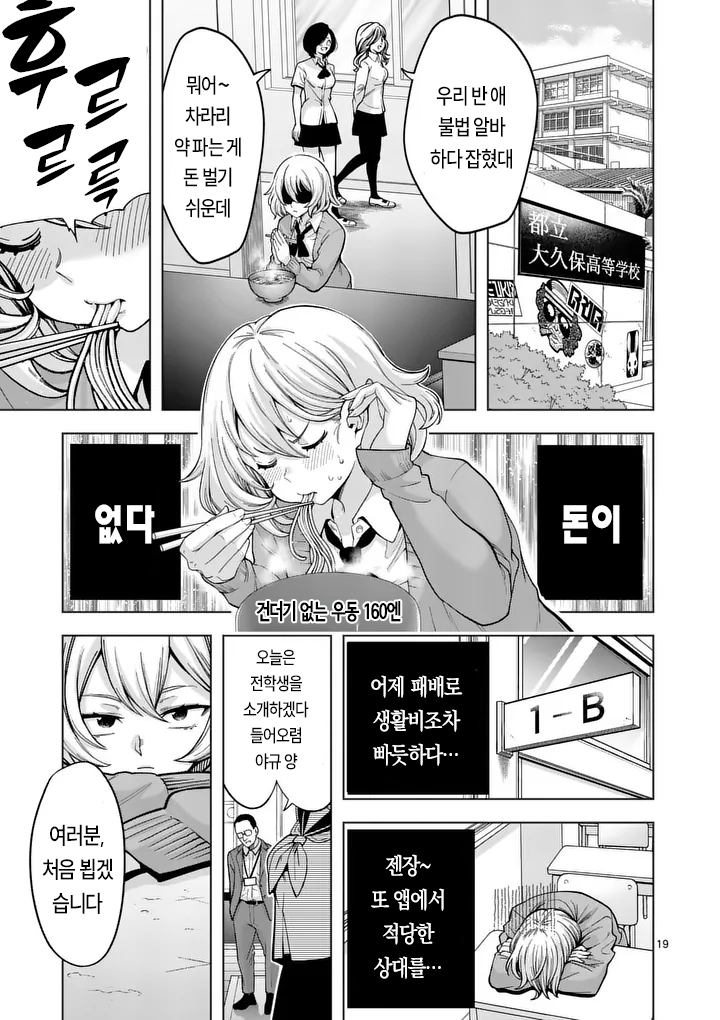 都立
大久保高等学校
우리 반 애
불법 알바
하다 잡혔대
뭐어~
차라리
약 파는 게
돈 벌기
쉬운데
후르르륵
돈이
없다
건더기 없는 우동 160엔
1-B
어제 패배로
생활비조차
빠듯하다…
젠장~
또 앱에서
적당한
상대를…
오늘은
전학생을
소개하겠다
들어오렴
야규 양
여러분,
처음 뵙겠
습니다
19